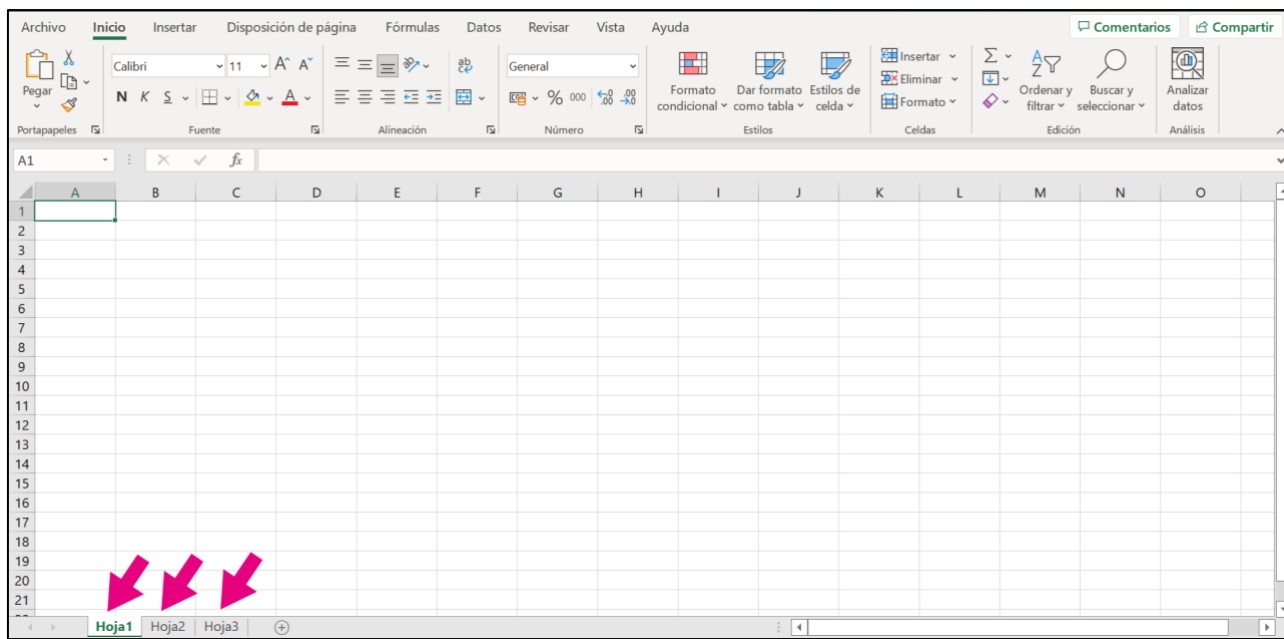 Archivo Inicio Insertar Disposición de página Fórmulas Datos Revisar Vista Ayuda Comentarios Compartir
Pegar
Calibri 11 A^ A˅ ab General
N K S A % 000
Formato condicional
Dar formato como tabla
Estilos de celda
Insertar
Eliminar
Formato
Ordenar y filtrar
Buscar y seleccionar
Analizar datos
Portapapeles Fuente Alineación Número Estilos Celdas Edición Análisis
A1 fx
A B C D E F G H I J K L M N O
1
2
3
4
5
6
7
8
9
10
11
12
13
14
15
16
17
18
19
20
21
Hoja1 Hoja2 Hoja3